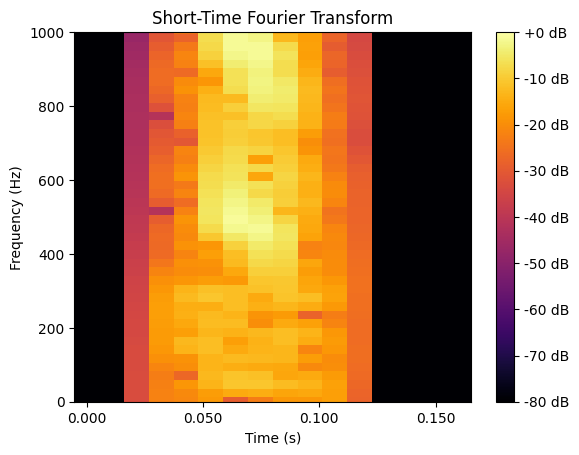 Short-Time Fourier Transform
1000
800
600
400
200
0
Frequency (Hz)
0.000
0.050
0.100
0.150
Time (s)
+0 dB
-10 dB
-20 dB
-30 dB
-40 dB
-50 dB
-60 dB
-70 dB
-80 dB